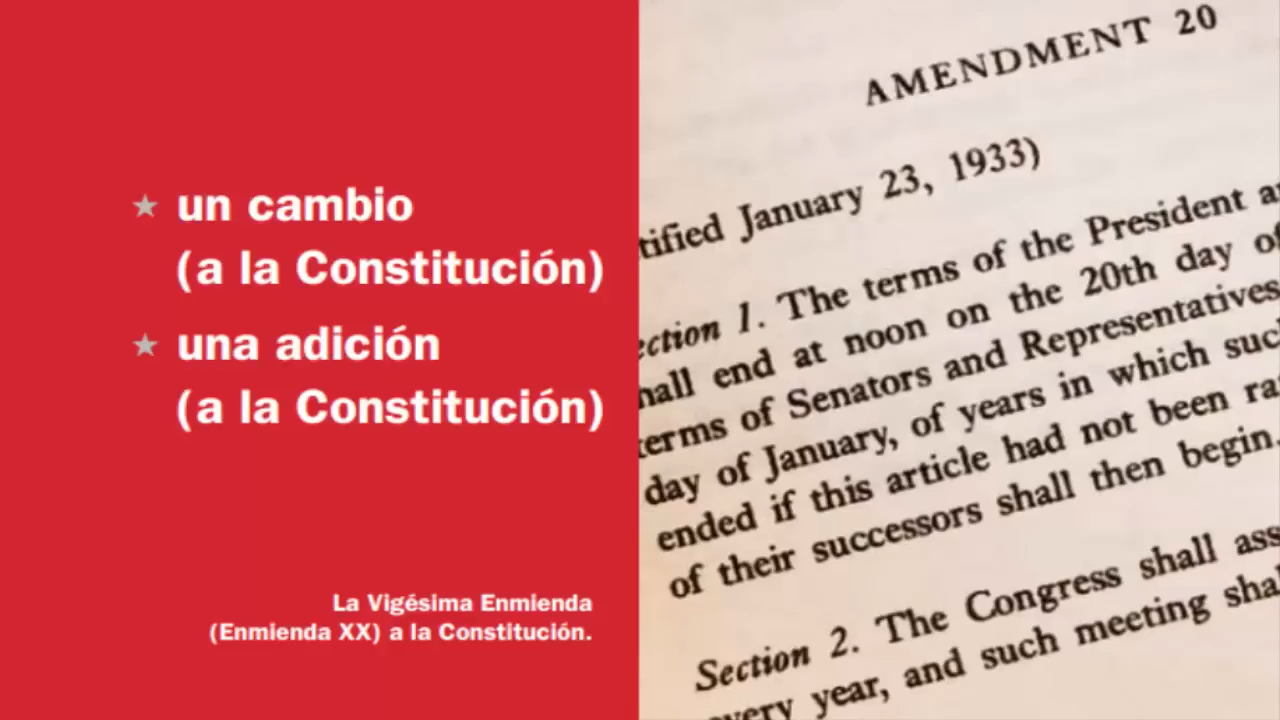 un cambio
(a la Constitución)
una adición
(a la Constitución)
La Vigésima Enmienda
(Enmienda XX) a la Constitución.
AMENDMENT 20
tified January 23, 1933)
ection 1. The terms of the President a
hall end at noon on the 20th day of
terms of Senators and Representatives
day of January, of years in which suc
ended if this article had not been ra
of their successors shall then begin.
Section 2. The Congress shall ass
every year, and such meeting sha